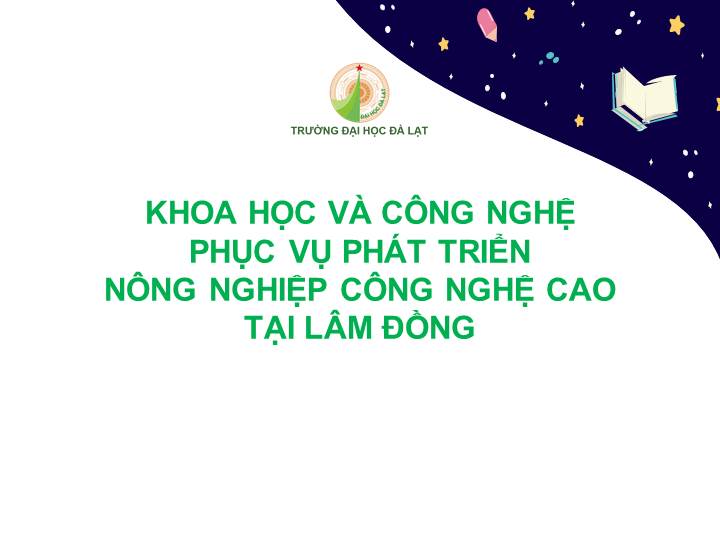 ĐẠI HỌC ĐÀ LẠT
TRƯỜNG ĐẠI HỌC ĐÀ LẠT
KHOA HỌC VÀ CÔNG NGHỆ
PHỤC VỤ PHÁT TRIỂN
NÔNG NGHIỆP CÔNG NGHỆ CAO
TẠI LÂM ĐỒNG